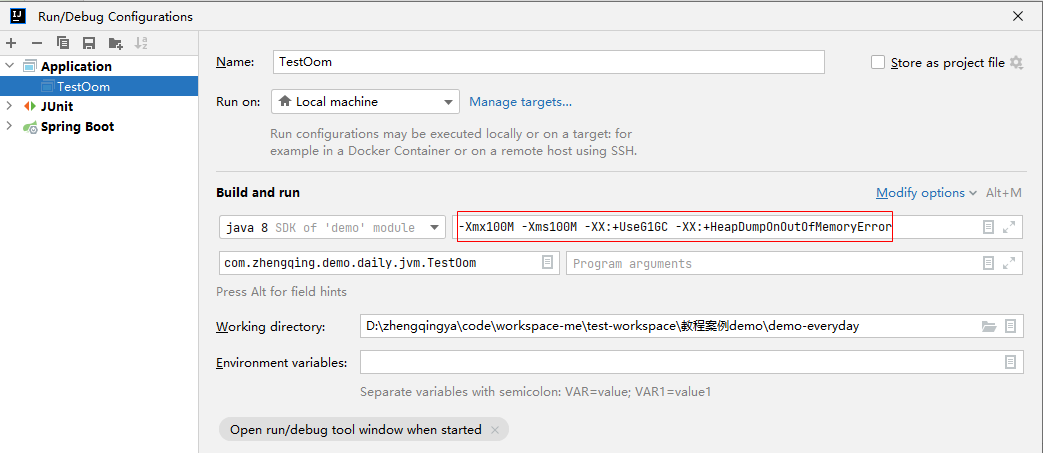 Run/Debug Configurations
Application
TestOom
JUnit
Spring Boot
Name:
TestOom
Store as project file
Run on:
Local machine
Manage targets...
Run configurations may be executed locally or on a target: for
example in a Docker Container or on a remote host using SSH.
Build and run
Modify options
Alt+M
java 8 SDK of 'demo' module
-Xmx100M -Xms100M -XX:+UseG1GC -XX:+HeapDumpOnOutOfMemoryError
com.zhengqing.demo.daily.jvm.TestOom
Program arguments
Press Alt for field hints
Working directory:
D:\zhengqingya\code\workspace-me\test-workspace\教程案例demo\demo-everyday
Environment variables:
Separate variables with semicolon: VAR=value; VAR1=value1
Open run/debug tool window when started